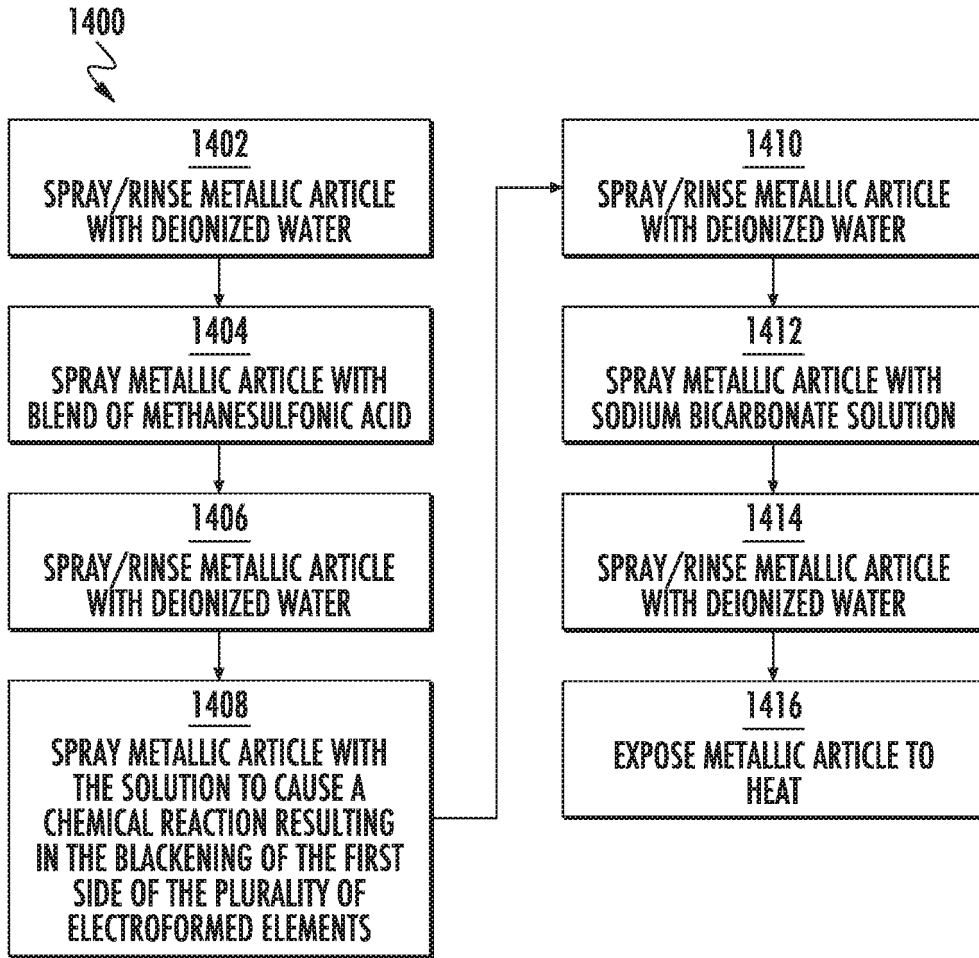 1400
1402
SPRAY/RINSE METALLIC ARTICLE
WITH DEIONIZED WATER
1404
SPRAY METALLIC ARTICLE WITH
BLEND OF METHANESULFONIC ACID
1406
SPRAY/RINSE METALLIC ARTICLE
WITH DEIONIZED WATER
1408
SPRAY METALLIC ARTICLE WITH
THE SOLUTION TO CAUSE A
CHEMICAL REACTION RESULTING
IN THE BLACKENING OF THE FIRST
SIDE OF THE PLURALITY OF
ELECTROFORMED ELEMENTS
1410
SPRAY/RINSE METALLIC ARTICLE
WITH DEIONIZED WATER
1412
SPRAY METALLIC ARTICLE WITH
SODIUM BICARBONATE SOLUTION
1414
SPRAY/RINSE METALLIC ARTICLE
WITH DEIONIZED WATER
1416
EXPOSE METALLIC ARTICLE TO
HEAT